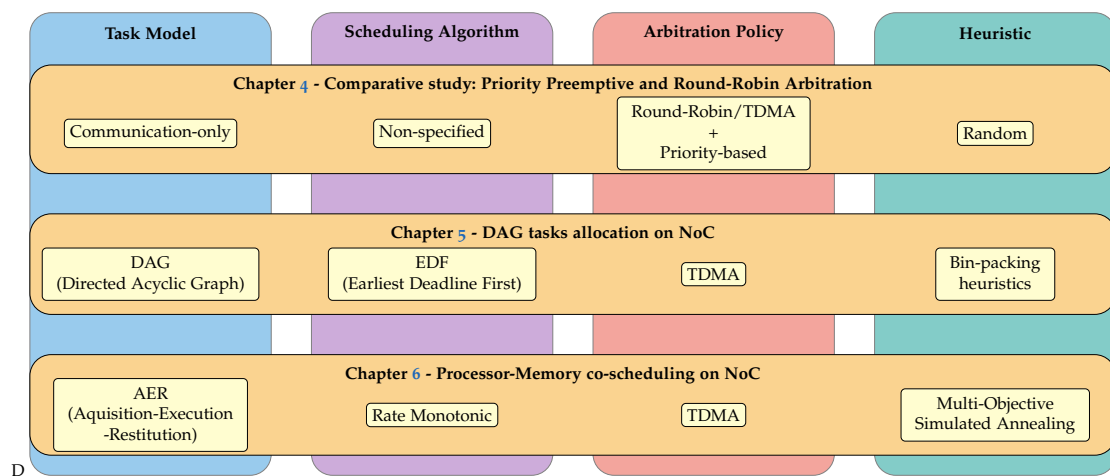 Task Model
Scheduling Algorithm
Arbitration Policy
Heuristic
Chapter 4 - Comparative study: Priority Preemptive and Round-Robin Arbitration
Communication-only
Non-specified
Round-Robin/TDMA
+
Priority-based
Random
Chapter 5 - DAG tasks allocation on NoC
DAG
(Directed Acyclic Graph)
EDF
(Earliest Deadline First)
TDMA
Bin-packing
heuristics
Chapter 6 - Processor-Memory co-scheduling on NoC
AER
(Aquisition-Execution
-Restitution)
Rate Monotonic
TDMA
Multi-Objective
Simulated Annealing
D